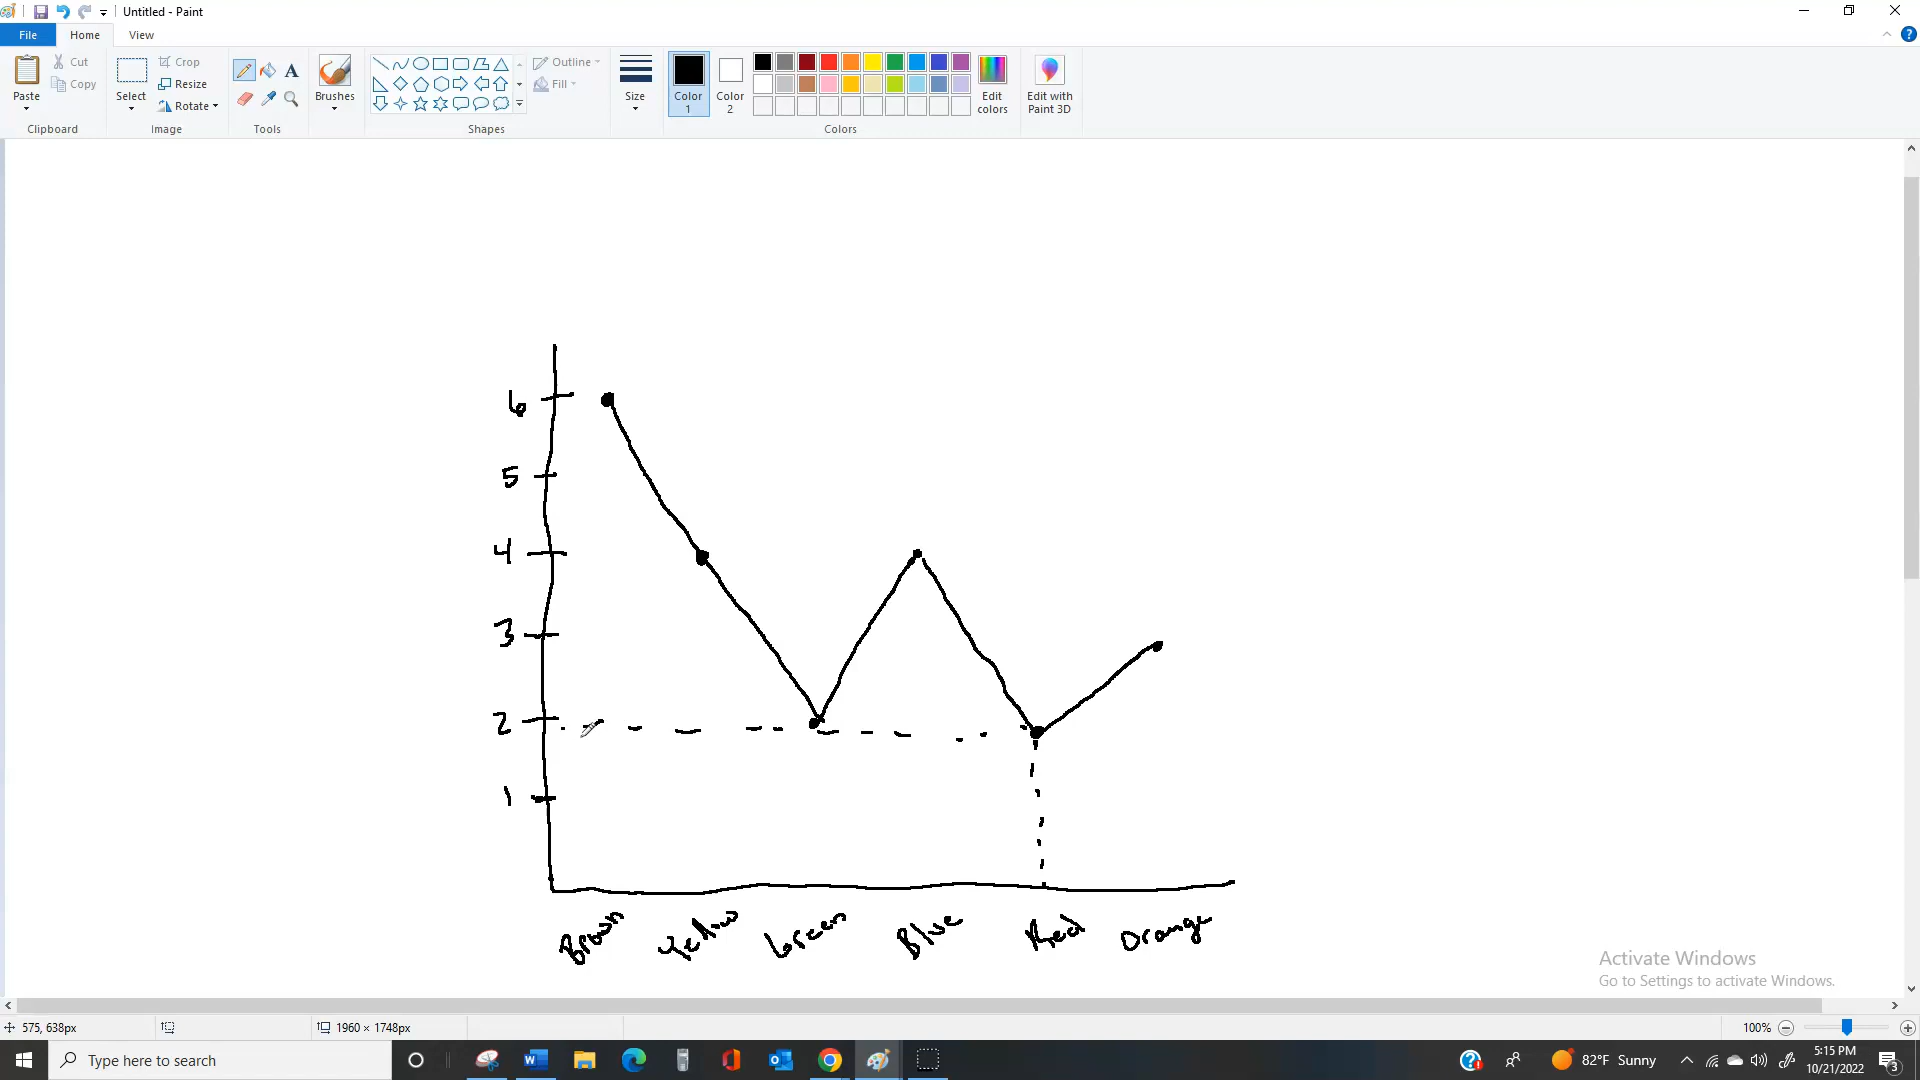 Untitled - Paint
File Home View
Paste
Cut
Copy
Clipboard
Select
Crop
Resize
Rotate
Image
A
Tools
Brushes
Outline
Fill
Shapes
Size
Color 1
Color 2
Edit colors
Colors
Edit with Paint 3D
?
6
5
4
3
2
1
Brown Yellow Green Blue Red Orange
Activate Windows
Go to Settings to activate Windows.
575, 638px
1960 × 1748px
100%
Type here to search
82°F Sunny
5:15 PM
10/21/2022
3